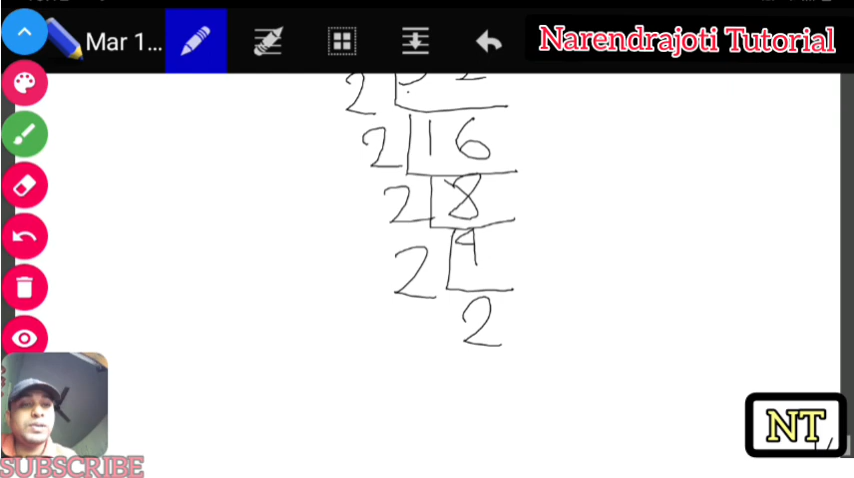 Mar 1...
Narendrajoti Tutorial
2
2 16
2 8
2 4
2
NT
SUBSCRIBE